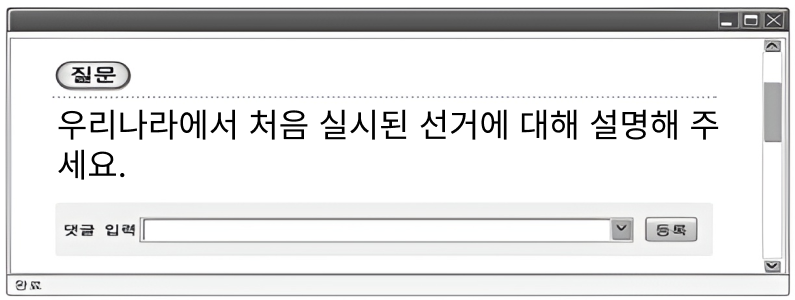 질문
우리나라에서 처음 실시된 선거에 대해 설명해 주
세요.
댓글 입력
등록
완료